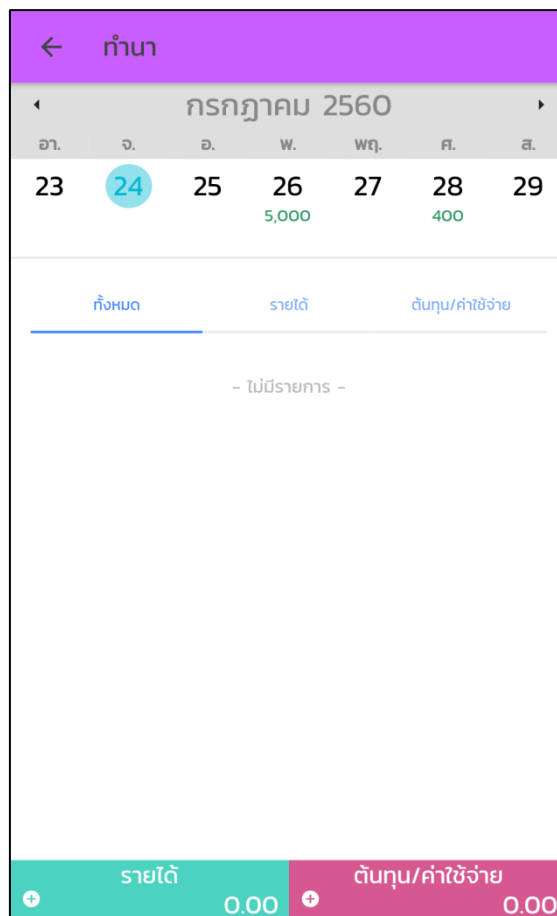 ทำนา
กรกฎาคม 2560
อา. จ. อ. พ. พฤ. ศ. ส.
23 24 25 26 27 28 29
5,000 400
ทั้งหมด รายได้ ต้นทุน/ค่าใช้จ่าย
- ไม่มีรายการ -
รายได้ ต้นทุน/ค่าใช้จ่าย
0.00 0.00